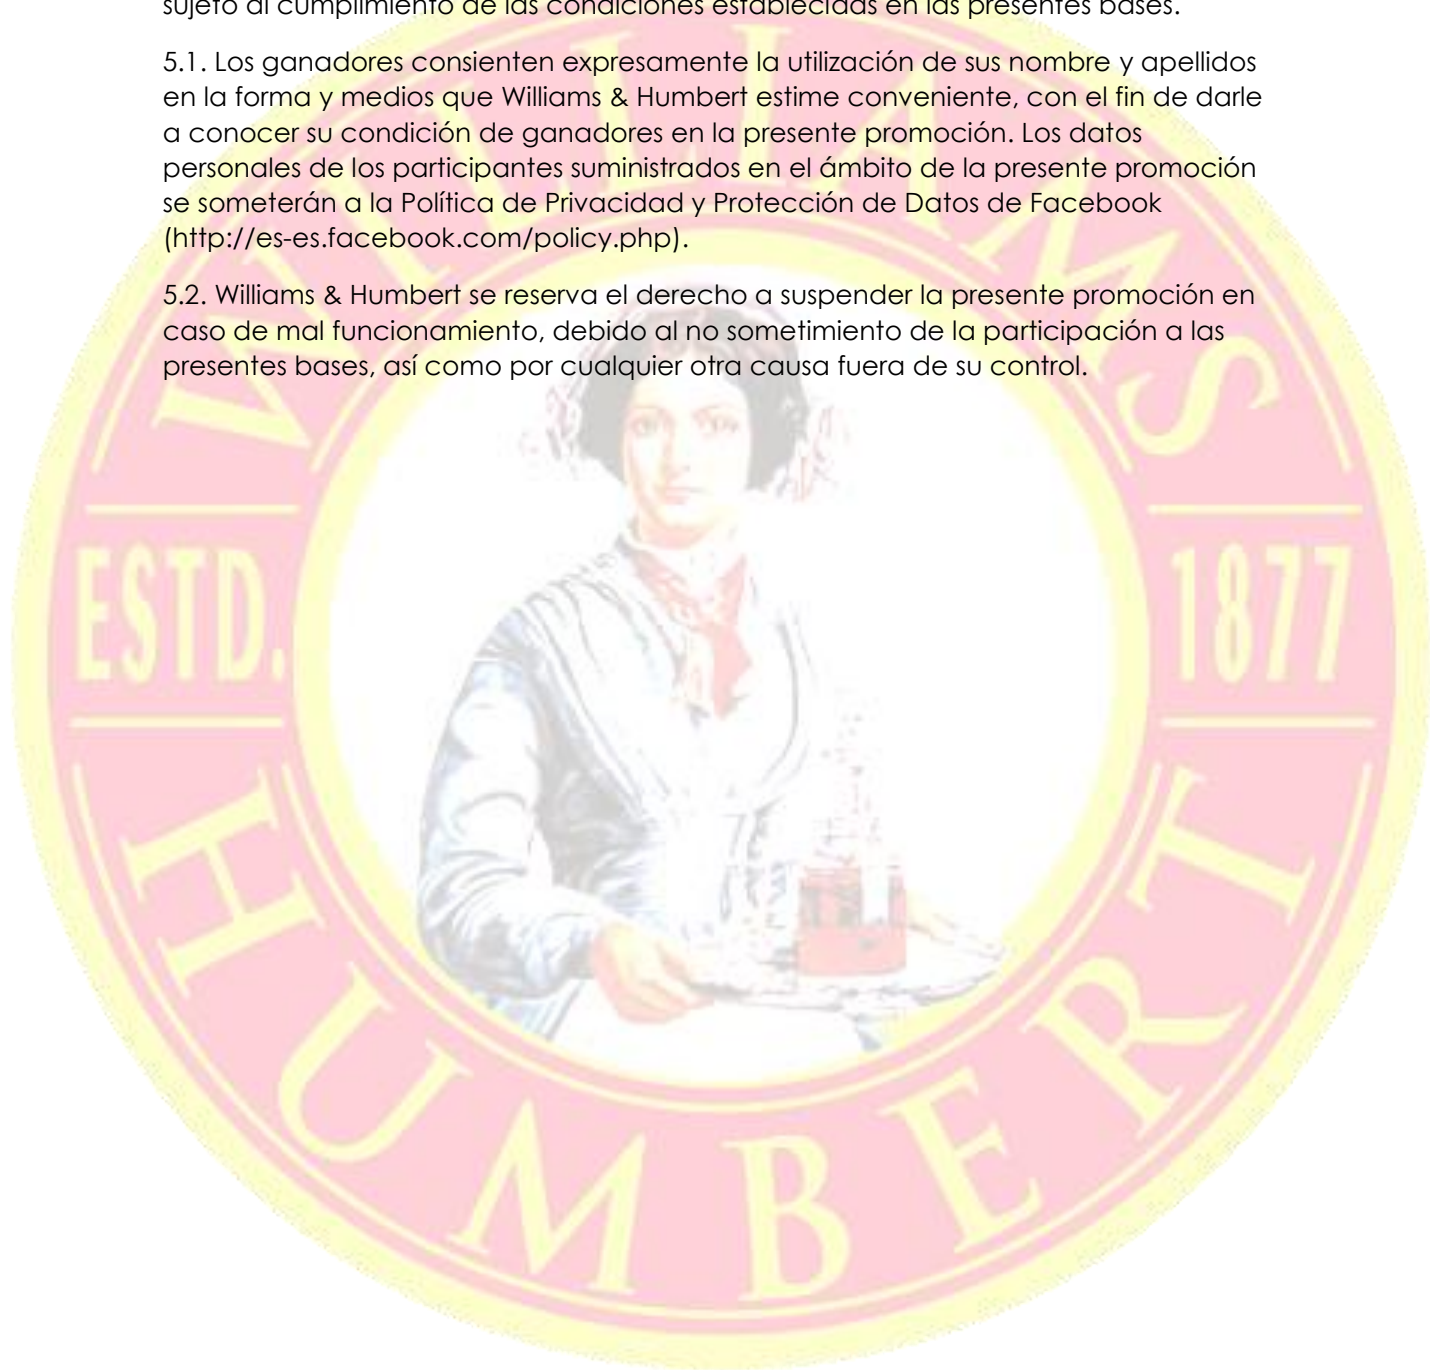 sujeto al cumplimiento de las condiciones establecidas en las presentes bases.
5.1. Los ganadores consienten expresamente la utilización de sus nombre y apellidos
en la forma y medios que Williams & Humbert estime conveniente, con el fin de darle
a conocer su condición de ganadores en la presente promoción. Los datos
personales de los participantes suministrados en el ámbito de la presente promoción
se someterán a la Política de Privacidad y Protección de Datos de Facebook
(http://es-es.facebook.com/policy.php).
5.2. Williams & Humbert se reserva el derecho a suspender la presente promoción en
caso de mal funcionamiento, debido al no sometimiento de la participación a las
presentes bases, así como por cualquier otra causa fuera de su control.
WILLIAMS
ESTD.
1877
HUMBERT